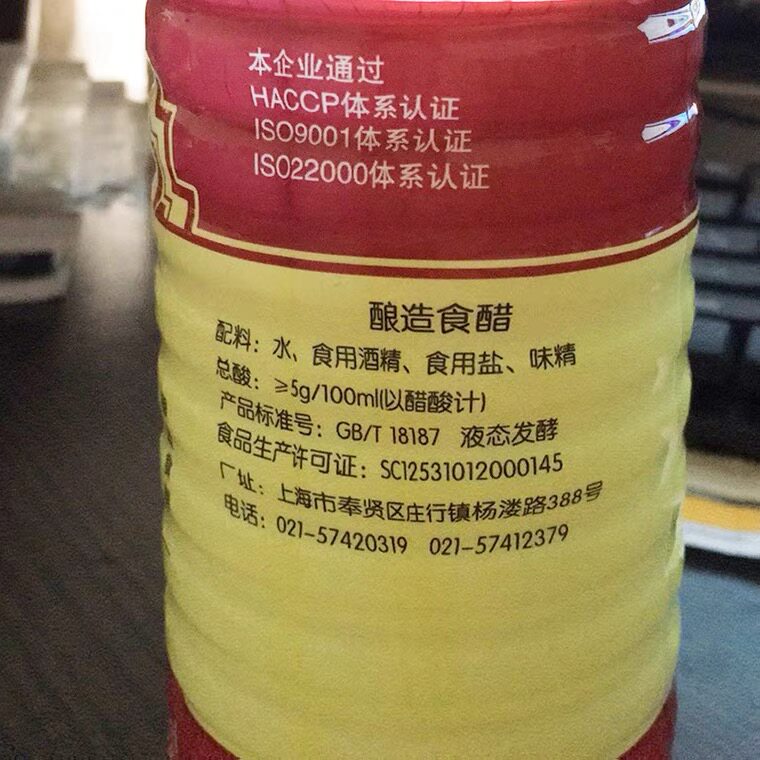 本企业通过
HACCP体系认证
ISO9001体系认证
ISO22000体系认证
酿造食醋
配料：水、食用酒精、食用盐、味精
总酸：≥5g/100ml(以醋酸计)
产品标准号：GB/T 18187 液态发酵
食品生产许可证：SC12531012000145
厂址：上海市奉贤区庄行镇杨溇路388号
电话：021-57420319 021-57412379